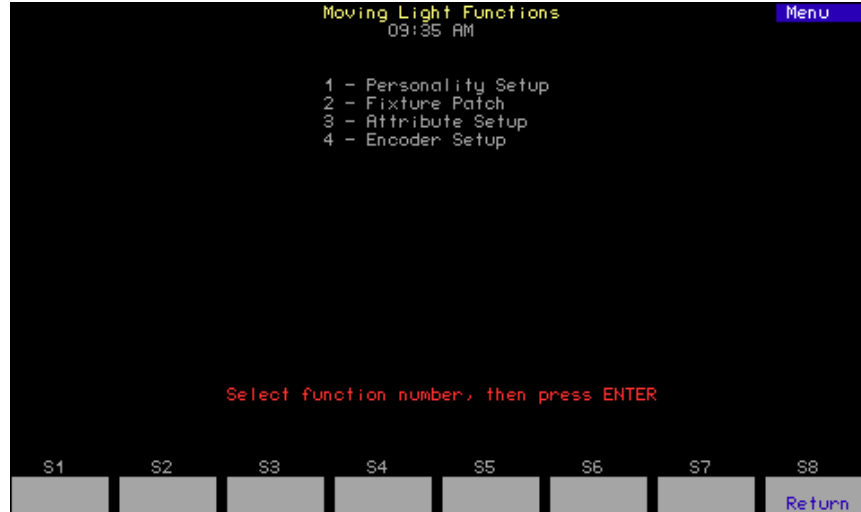 Moving Light Functions Menu
09:35 AM
1 - Personality Setup
2 - Fixture Patch
3 - Attribute Setup
4 - Encoder Setup
Select function number, then press ENTER
S1 S2 S3 S4 S5 S6 S7 S8
Return